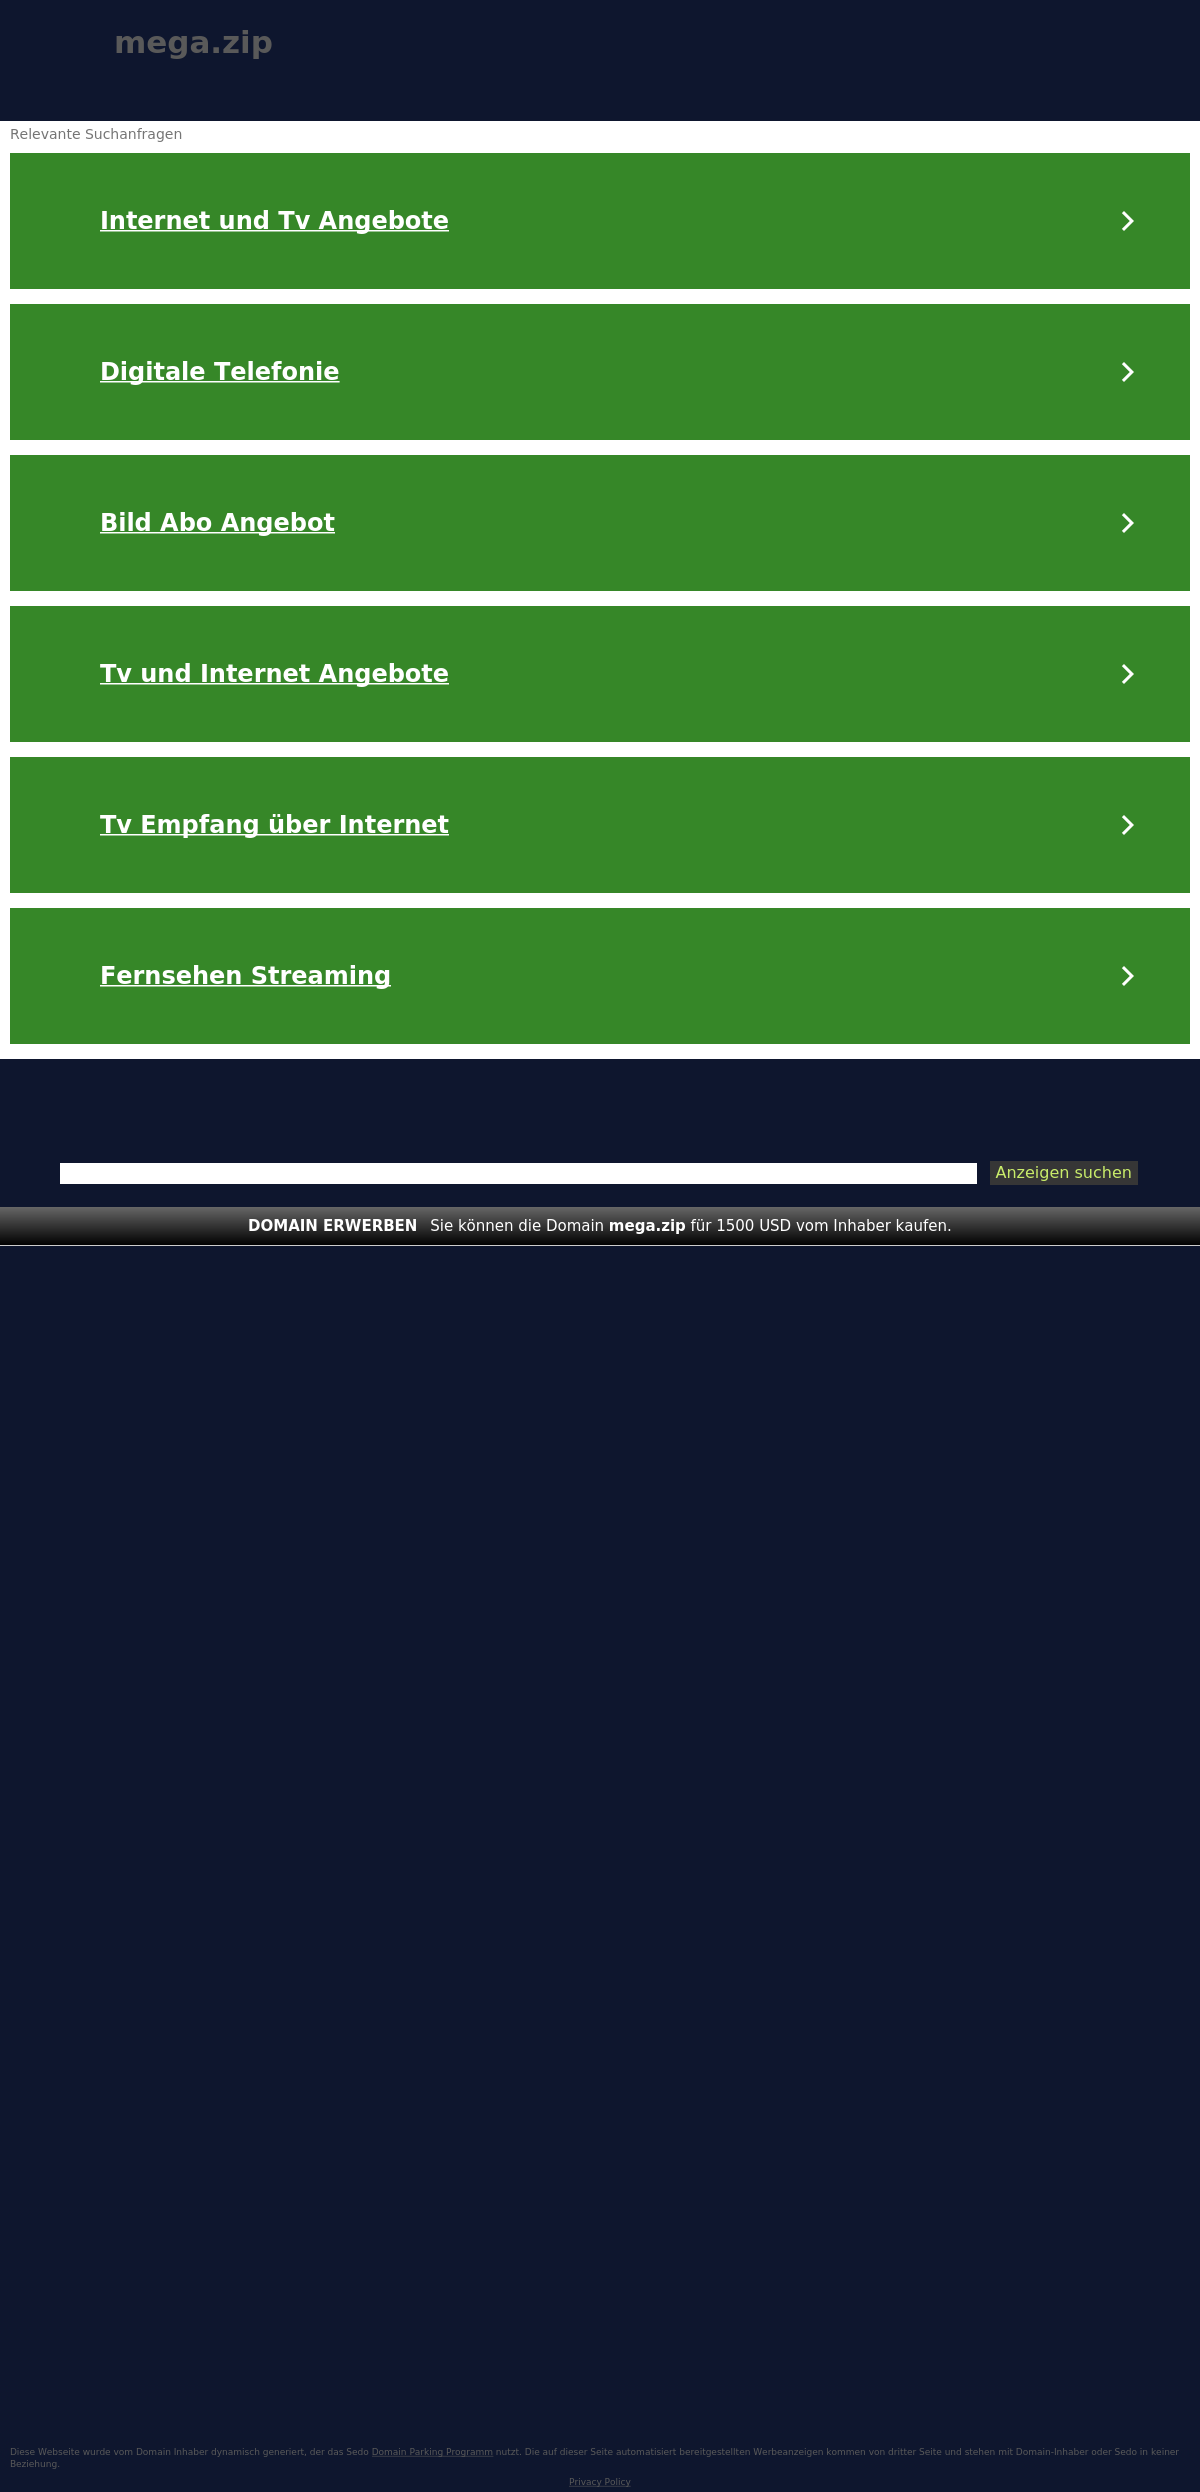 mega.zip
Relevante Suchanfragen
Internet und Tv Angebote
Digitale Telefonie
Bild Abo Angebot
Tv und Internet Angebote
Tv Empfang über Internet
Fernsehen Streaming
Anzeigen suchen
DOMAIN ERWERBEN Sie können die Domain mega.zip für 1500 USD vom Inhaber kaufen.
Diese Webseite wurde vom Domain Inhaber dynamisch generiert, der das Sedo Domain Parking Programm nutzt. Die auf dieser Seite automatisiert bereitgestellten Werbeanzeigen kommen von dritter Seite und stehen mit Domain-Inhaber oder Sedo in keiner
Beziehung.
Privacy Policy